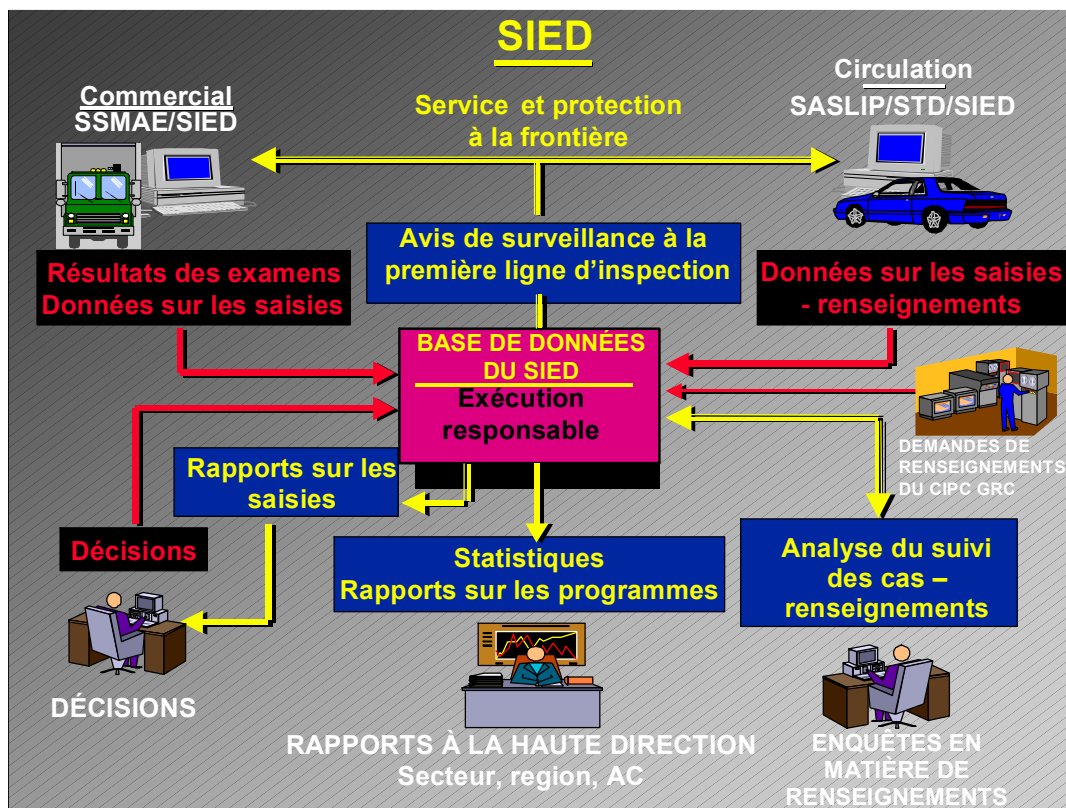 SIED
Commercial
SSMAE/SIED
Service et protection
à la frontière
Circulation
SASLIP/STD/SIED
Avis de surveillance à la
première ligne d'inspection
Résultats des examens
Données sur les saisies
Données sur les saisies
- renseignements
BASE DE DONNÉES
DU SIED
Exécution
responsable
DEMANDES DE
RENSEIGNEMENTS
DU CIPC GRC
Rapports sur les
saisies
Décisions
Statistiques
Rapports sur les programmes
Analyse du suivi
des cas –
renseignements
DÉCISIONS
RAPPORTS À LA HAUTE DIRECTION
Secteur, region, AC
ENQUÊTES EN
MATIÈRE DE
RENSEIGNEMENTS